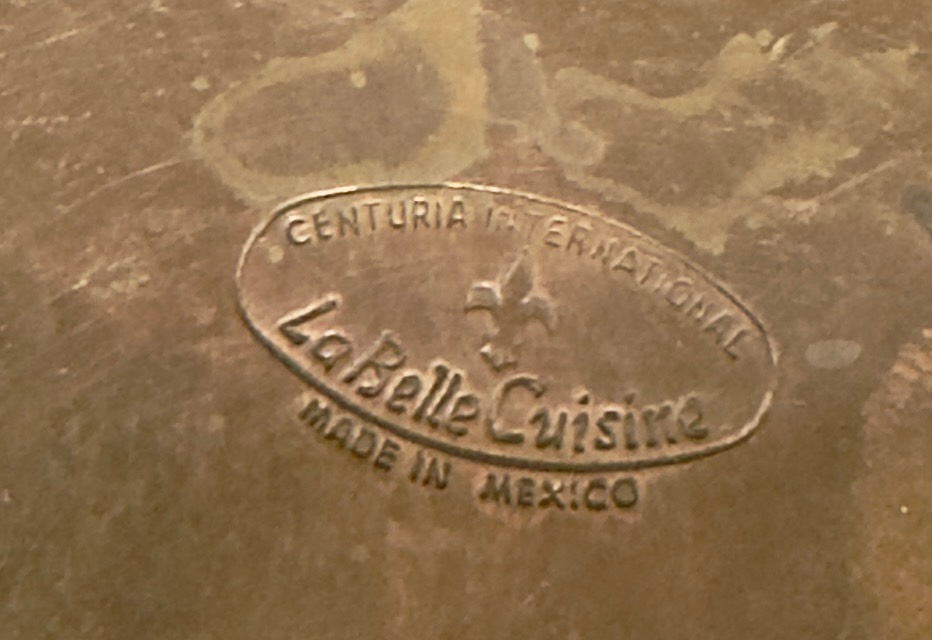 CENTURIA INTERNATIONAL
La Belle Cuisine
MADE IN MEXICO